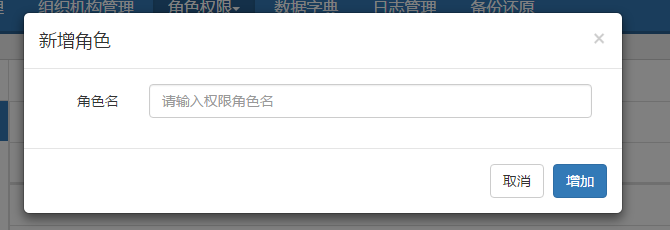 理 组织机构管理 角色权限 数据字典 日志管理 备份还原
新增角色 ×
角色名 请输入权限角色名
取消 增加